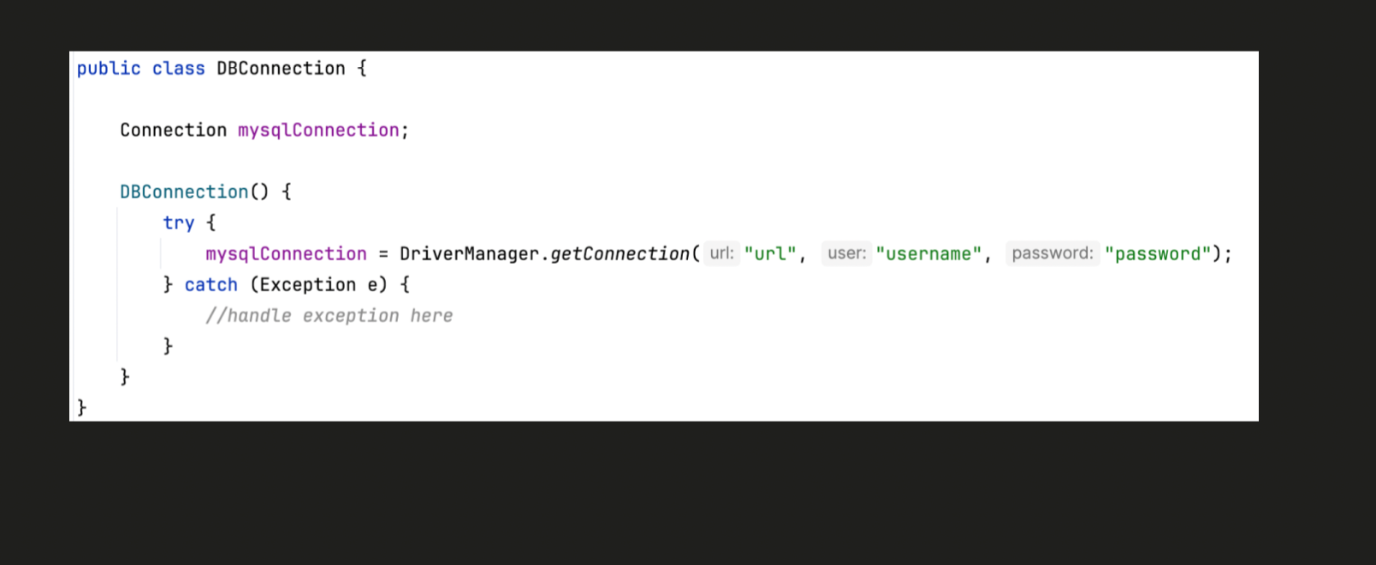 public class DBConnection {
Connection mysqlConnection;
DBConnection() {
try {
mysqlConnection = DriverManager.getConnection( url: "url", user: "username", password: "password");
} catch (Exception e) {
//handle exception here
}
}
}